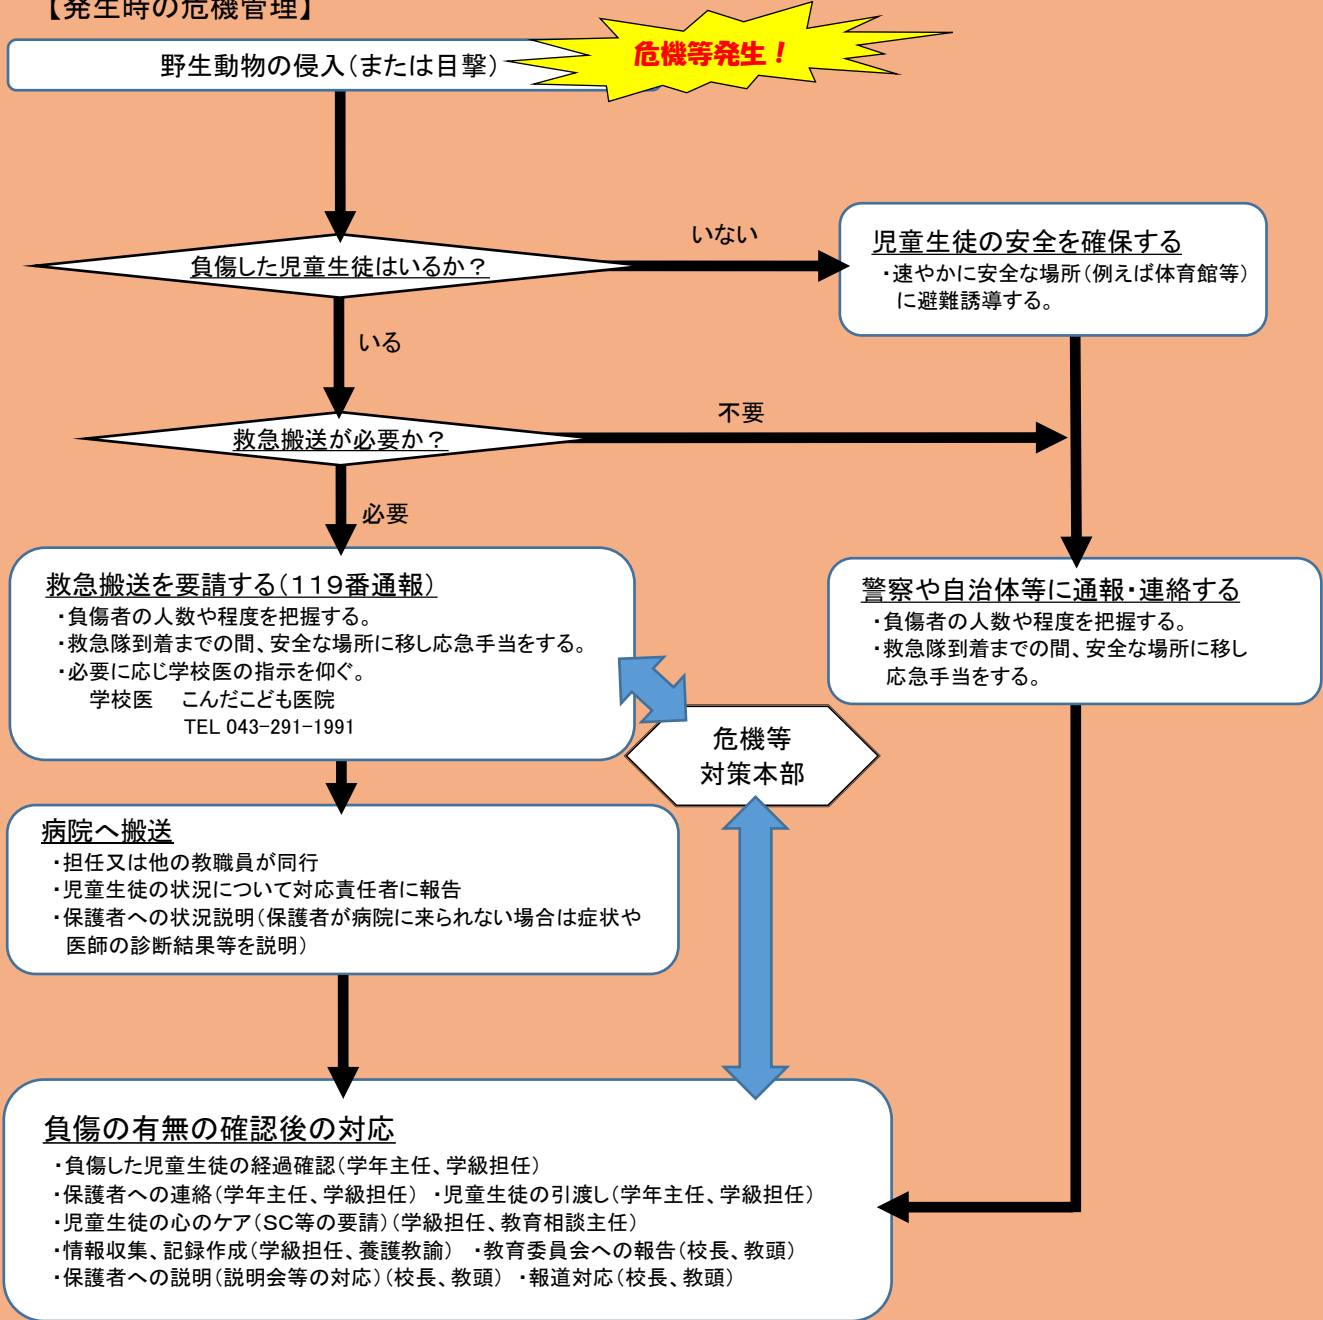 【発生時の危機管理】
危機等発生！
野生動物の侵入（または目撃）
負傷した児童生徒はいるか？
いない
児童生徒の安全を確保する
・速やかに安全な場所（例えば体育館等）
に避難誘導する。
いる
救急搬送が必要か？
不要
必要
救急搬送を要請する（１１９番通報）
・負傷者の人数や程度を把握する。
・救急隊到着までの間、安全な場所に移し応急手当をする。
・必要に応じ学校医の指示を仰ぐ。
学校医　こんだこども医院
TEL 043-291-1991
警察や自治体等に通報・連絡する
・負傷者の人数や程度を把握する。
・救急隊到着までの間、安全な場所に移し
応急手当をする。
危機等
対策本部
病院へ搬送
・担任又は他の教職員が同行
・児童生徒の状況について対応責任者に報告
・保護者への状況説明（保護者が病院に来られない場合は症状や
医師の診断結果等を説明）
負傷の有無の確認後の対応
・負傷した児童生徒の経過確認（学年主任、学級担任）
・保護者への連絡（学年主任、学級担任）　・児童生徒の引渡し（学年主任、学級担任）
・児童生徒の心のケア（ＳＣ等の要請）（学級担任、教育相談主任）
・情報収集、記録作成（学級担任、養護教諭）　・教育委員会への報告（校長、教頭）
・保護者への説明（説明会等の対応）（校長、教頭）　・報道対応（校長、教頭）